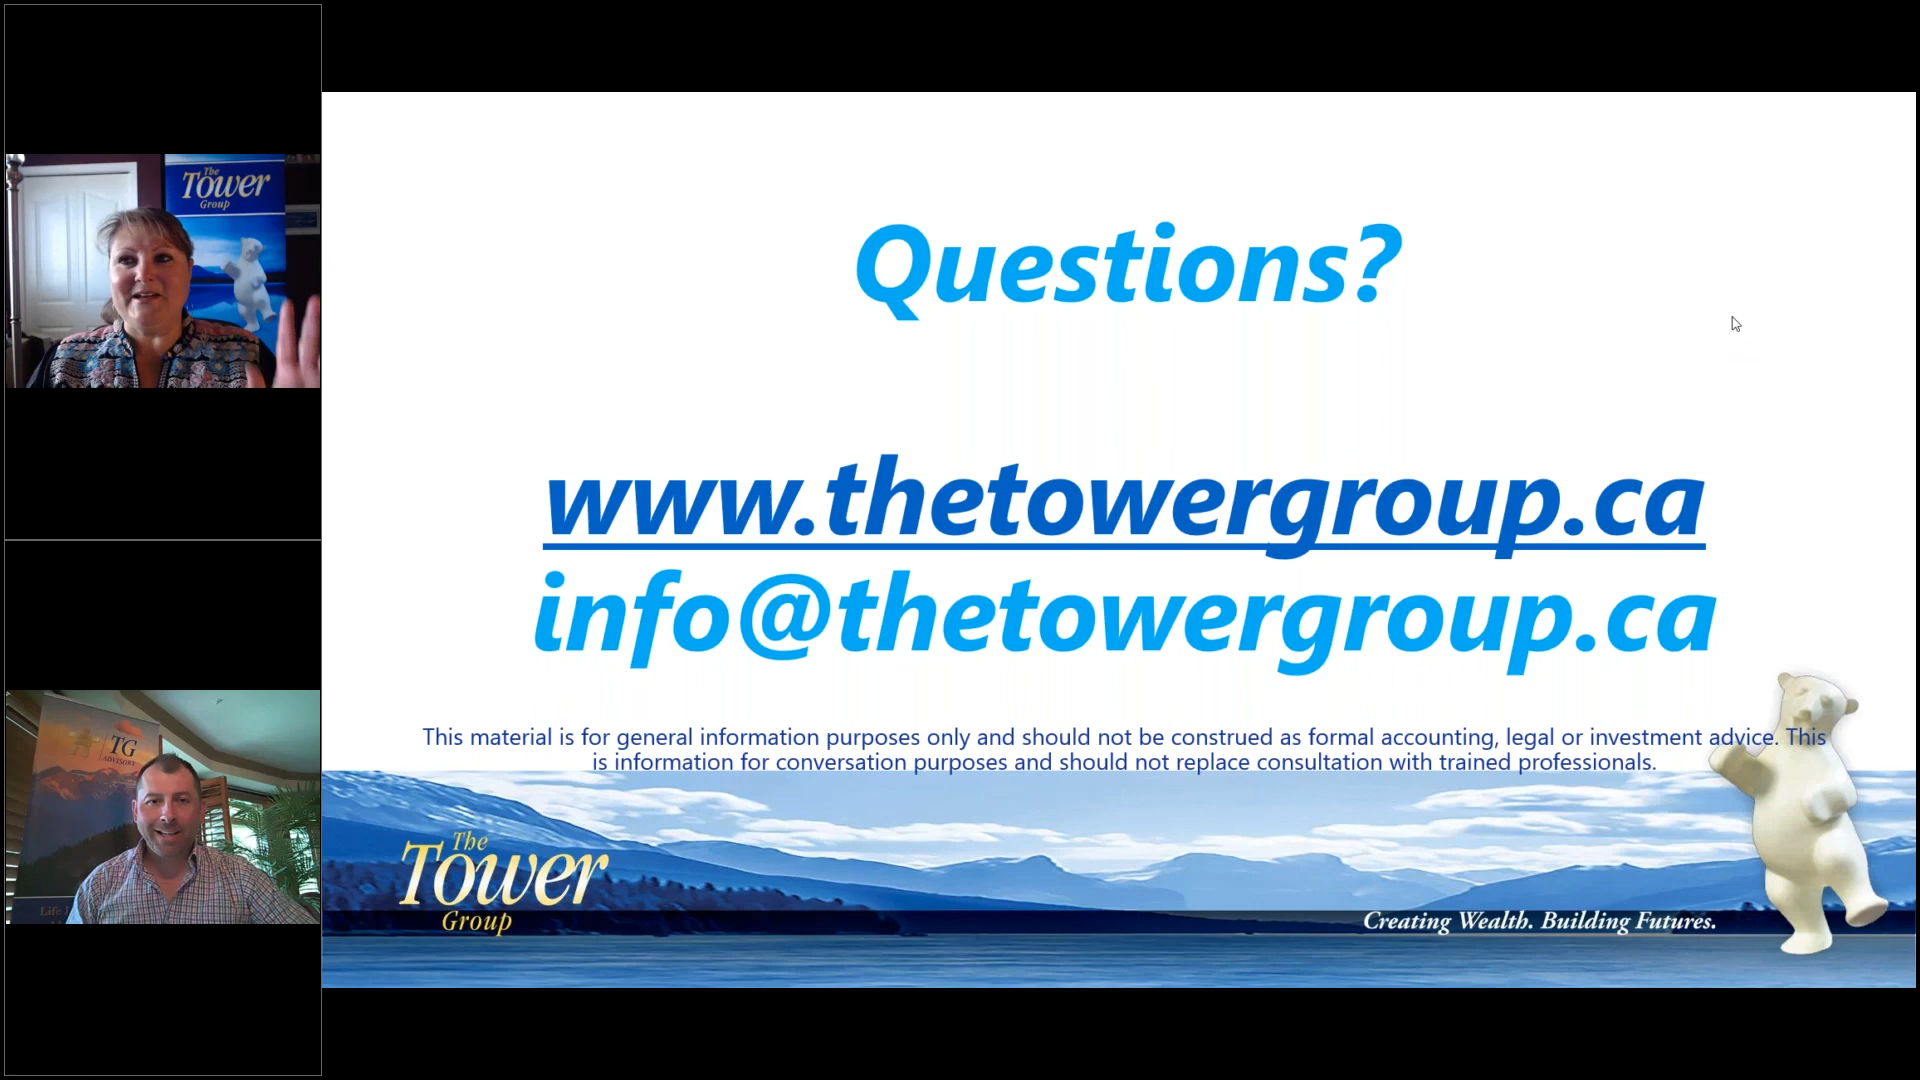 The
Tower
Group
TG
ADVISORY
Life
Questions?
www.thetowergroup.ca
info@thetowergroup.ca
This material is for general information purposes only and should not be construed as formal accounting, legal or investment advice. This
is information for conversation purposes and should not replace consultation with trained professionals.
The
Tower
Group
Creating Wealth. Building Futures.